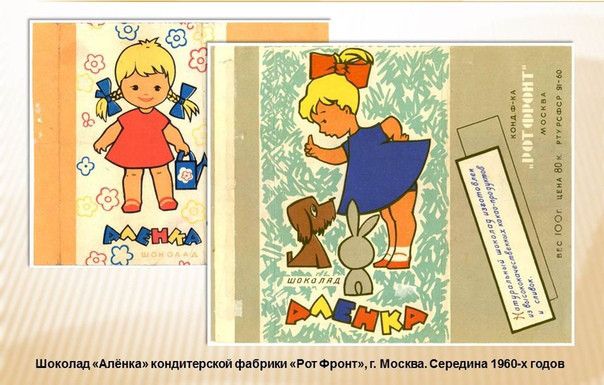 АЛЕНКА
ШОКОЛАД
ШОКОЛАД
АЛЕНКА
Натуральный шоколад изготовлен
из высококачественных какао-продуктов
и сливок.
КОНД. Ф-КА
"РОТ ФРОНТ"
МОСКВА
ВЕС 100 Г. ЦЕНА 80 К. РТУ РСФСР 91-60
Шоколад «Алёнка» кондитерской фабрики «Рот Фронт», г. Москва. Середина 1960-х годов